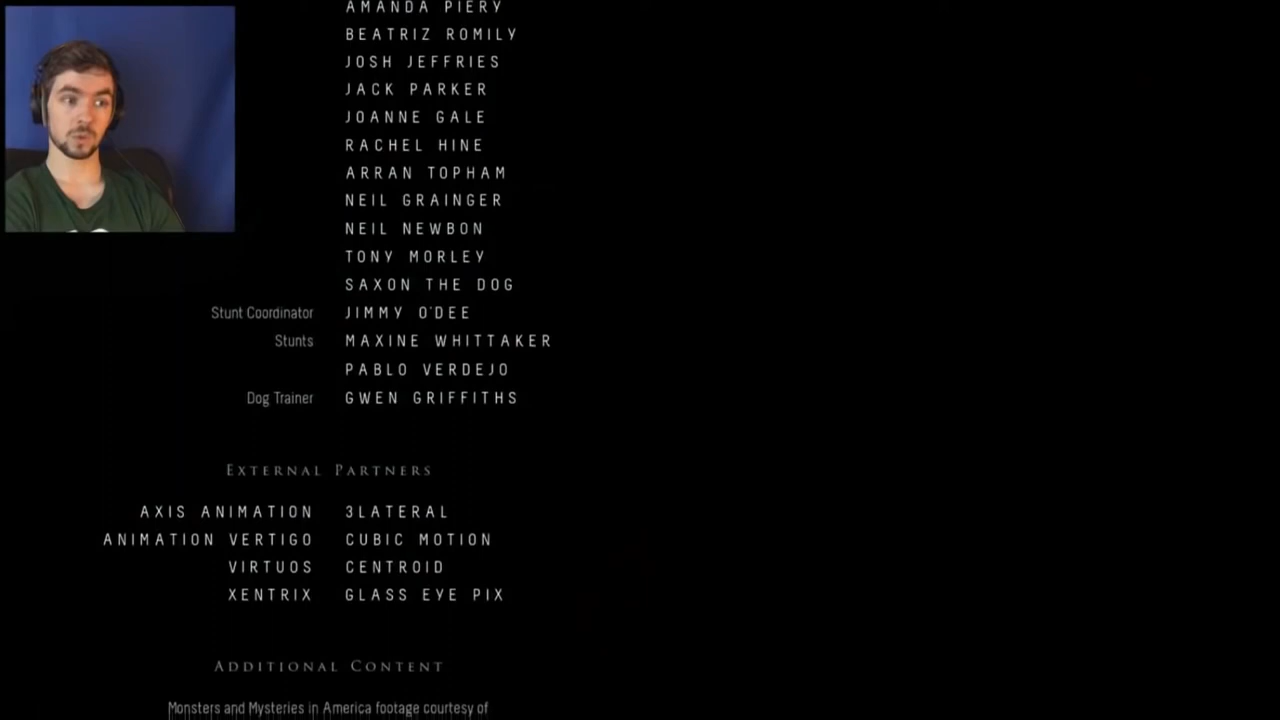 AMANDA PIERY
BEATRIZ ROMILY
JOSH JEFFRIES
JACK PARKER
JOANNE GALE
RACHEL HINE
ARRAN TOPHAM
NEIL GRAINGER
NEIL NEWBON
TONY MORLEY
SAXON THE DOG
Stunt Coordinator JIMMY O'DEE
Stunts MAXINE WHITTAKER
PABLO VERDEJO
Dog Trainer GWEN GRIFFITHS
EXTERNAL PARTNERS
AXIS ANIMATION 3LATERAL
ANIMATION VERTIGO CUBIC MOTION
VIRTUOS CENTROID
XENTRIX GLASS EYE PIX
ADDITIONAL CONTENT
Monsters and Mysteries in America footage courtesy of